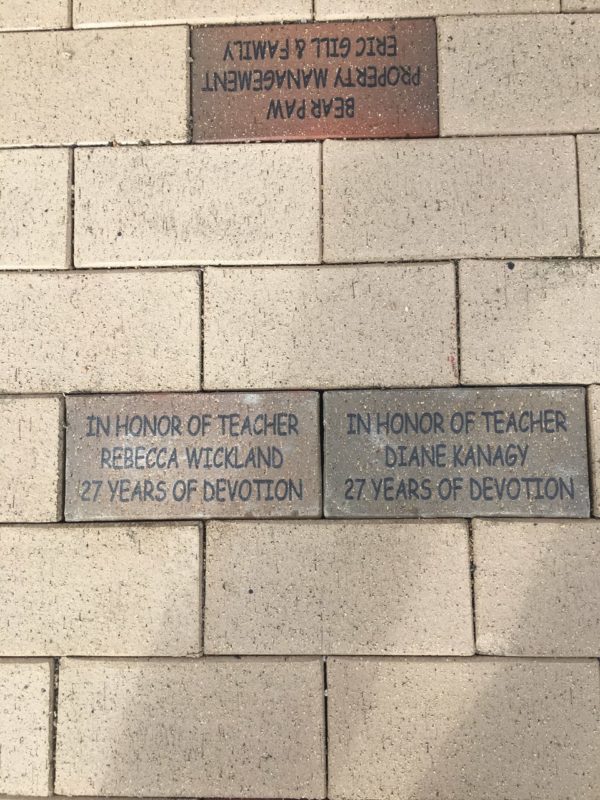 BEAR PAW
PROPERTY MANAGEMENT
ERIC GILL & FAMILY
IN HONOR OF TEACHER
REBECCA WICKLAND
27 YEARS OF DEVOTION
IN HONOR OF TEACHER
DIANE KANAGY
27 YEARS OF DEVOTION